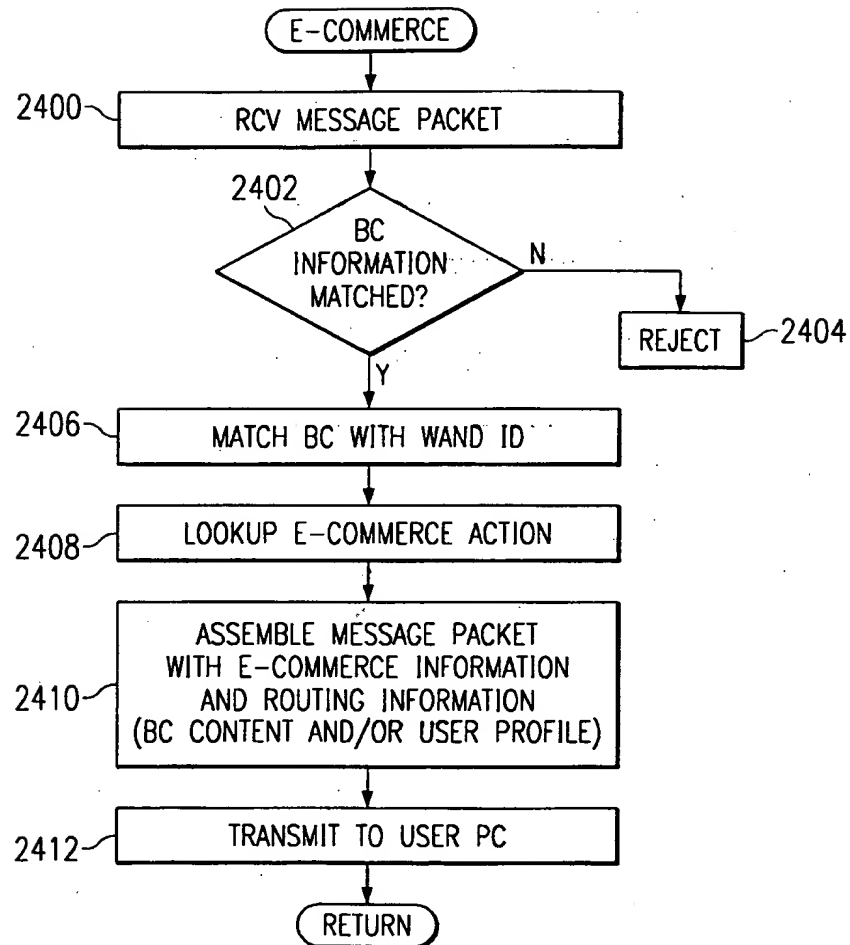 E-COMMERCE
2400
RCV MESSAGE PACKET
2402
BC
INFORMATION
MATCHED?
N
REJECT
2404
Y
2406
MATCH BC WITH WAND ID
2408
LOOKUP E-COMMERCE ACTION
2410
ASSEMBLE MESSAGE PACKET
WITH E-COMMERCE INFORMATION
AND ROUTING INFORMATION
(BC CONTENT AND/OR USER PROFILE)
2412
TRANSMIT TO USER PC
RETURN